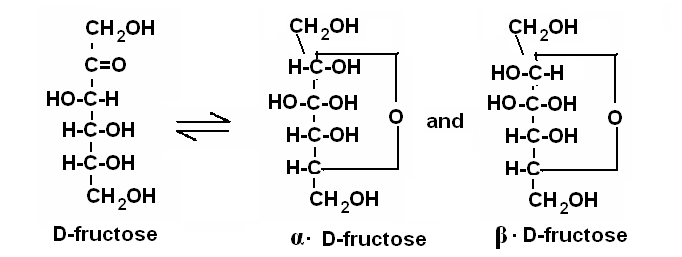 CH₂OH
C=O
HO-C-H
H-C-OH
H-C-OH
CH₂OH
D-fructose
CH₂OH
H-C-OH
HO-C-OH
O
H-C-OH
H-C
CH₂OH
α· D-fructose
and
CH₂OH
HO-C-H
HO-C-OH
O
H-C-OH
H-C
CH₂OH
β· D-fructose